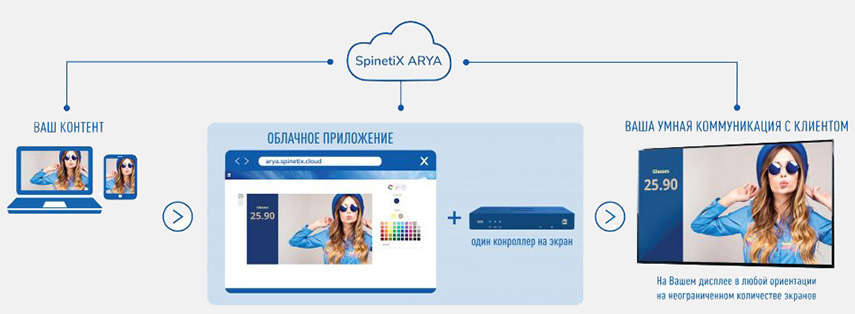 SpinetiX ARYA
ВАШ КОНТЕНТ
ОБЛАЧНОЕ ПРИЛОЖЕНИЕ
arya.spinetix.cloud
X
Glasses
25.90
один конроллер на экран
ВАША УМНАЯ КОММУНИКАЦИЯ С КЛИЕНТОМ
Glasses
25.90
На Вашем дисплее в любой ориентации
на неограниченном количестве экранов